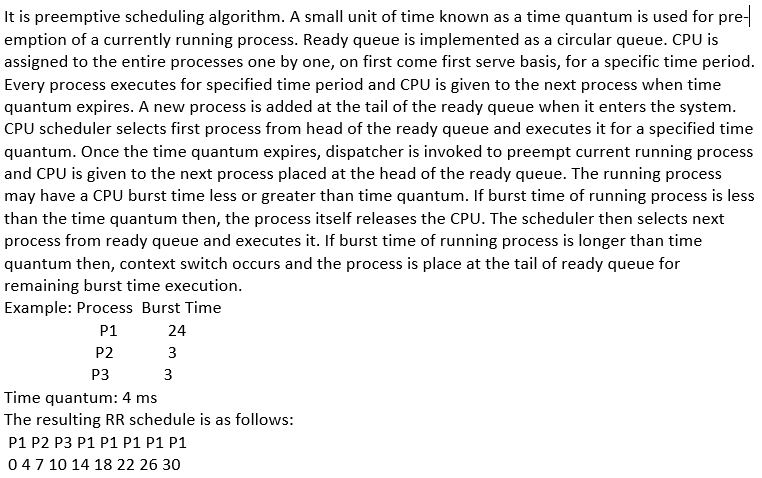 It is preemptive scheduling algorithm. A small unit of time known as a time quantum is used for pre-
emption of a currently running process. Ready queue is implemented as a circular queue. CPU is
assigned to the entire processes one by one, on first come first serve basis, for a specific time period.
Every process executes for specified time period and CPU is given to the next process when time
quantum expires. A new process is added at the tail of the ready queue when it enters the system.
CPU scheduler selects first process from head of the ready queue and executes it for a specified time
quantum. Once the time quantum expires, dispatcher is invoked to preempt current running process
and CPU is given to the next process placed at the head of the ready queue. The running process
may have a CPU burst time less or greater than time quantum. If burst time of running process is less
than the time quantum then, the process itself releases the CPU. The scheduler then selects next
process from ready queue and executes it. If burst time of running process is longer than time
quantum then, context switch occurs and the process is place at the tail of ready queue for
remaining burst time execution.
Example: Process Burst Time
P1 24
P2 3
P3 3
Time quantum: 4 ms
The resulting RR schedule is as follows:
P1 P2 P3 P1 P1 P1 P1 P1
0 4 7 10 14 18 22 26 30